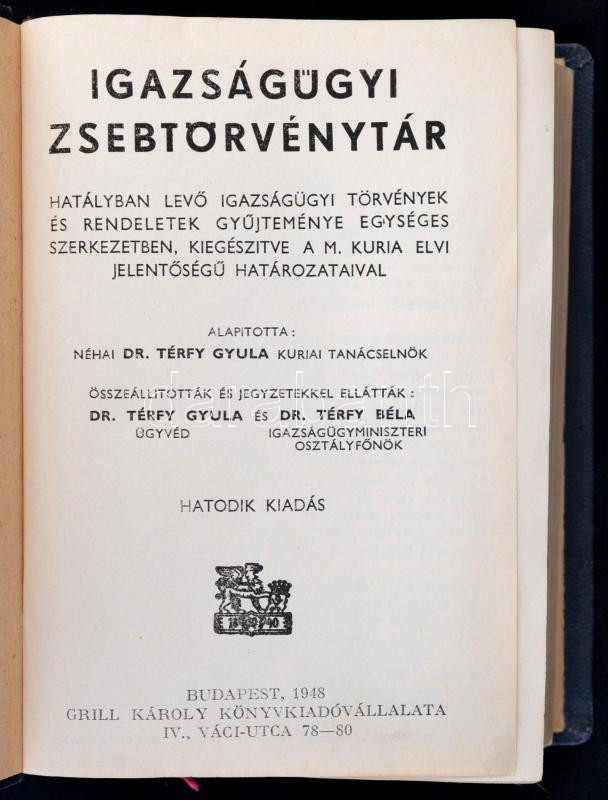 IGAZSÁGÜGYI
ZSEBTÖRVÉNYTÁR
HATÁLYBAN LEVŐ IGAZSÁGÜGYI TÖRVÉNYEK
ÉS RENDELETEK GYŰJTEMÉNYE EGYSÉGES
SZERKEZETBEN, KIEGÉSZITVE A M. KURIA ELVI
JELENTŐSÉGŰ HATÁROZATAIVAL
ALAPITOTTA :
NÉHAI DR. TÉRFY GYULA KURIAI TANÁCSELNÖK
ÖSSZEÁLLITOTTÁK ÉS JEGYZETEKKEL ELLÁTTÁK :
DR. TÉRFY GYULA ÉS DR. TÉRFY BÉLA
ÜGYVÉD IGAZSÁGÜGYMINISZTERI
OSZTÁLYFŐNÖK
darabanth
HATODIK KIADÁS
BUDAPEST, 1948
GRILL KÁROLY KÖNYVKIADÓVÁLLALATA
IV., VÁCI-UTCA 78—80